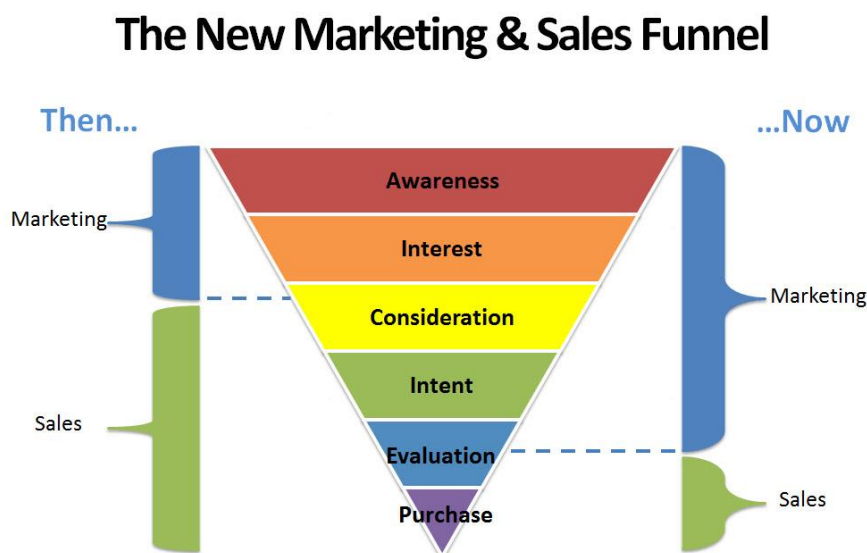 The New Marketing & Sales Funnel
Then...
...Now
Awareness
Marketing
Interest
Marketing
Consideration
Intent
Sales
Evaluation
Sales
Purchase